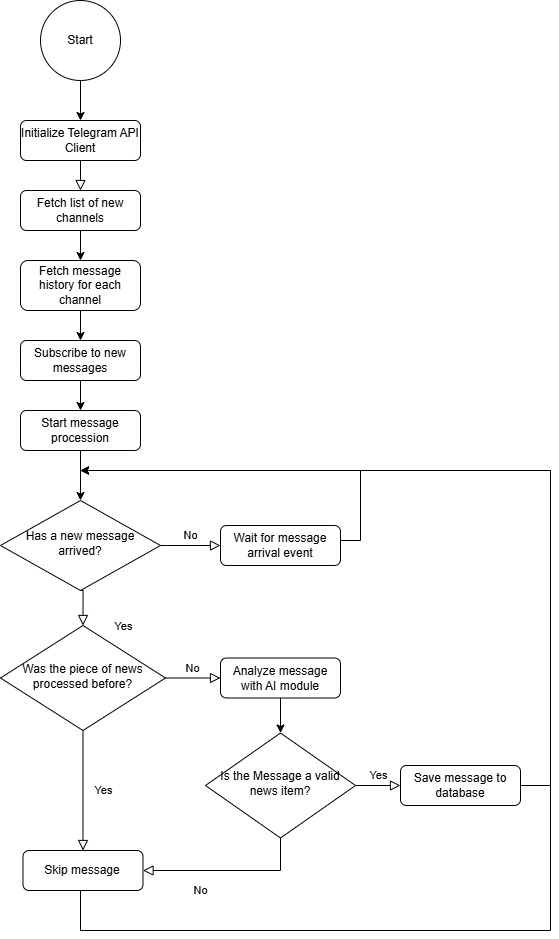 Start
Initialize Telegram API
Client
Fetch list of new
channels
Fetch message
history for each
channel
Subscribe to new
messages
Start message
procession
Has a new message
arrived?
No
Wait for message
arrival event
Yes
Was the piece of news
processed before?
No
Analyze message
with AI module
Is the Message a valid
news item?
Yes
Save message to
database
Yes
Skip message
No